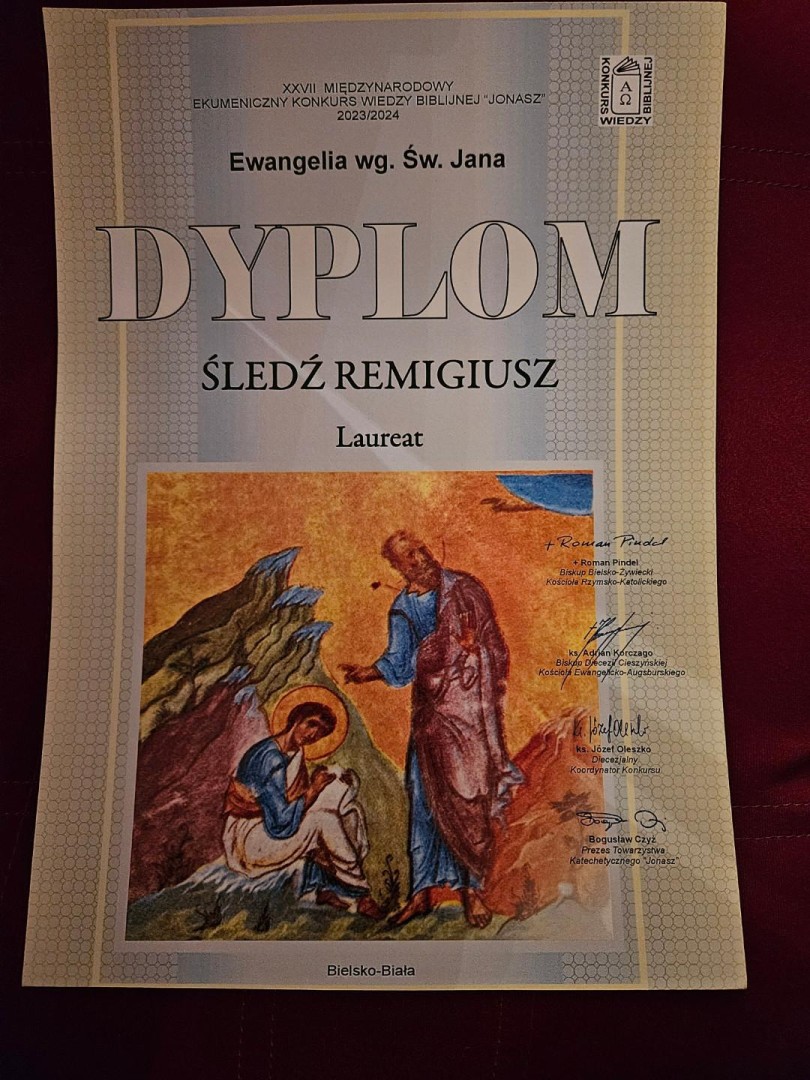 XXVII MIĘDZYNARODOWY
EKUMENICZNY KONKURS WIEDZY BIBLIJNEJ "JONASZ"
2023/2024
KONKURS
WIEDZY
BIBLIJNEJ
Α
Ω
Ewangelia wg. Św. Jana
DYPLOM
ŚLEDŹ REMIGIUSZ
Laureat
+ Roman Pindel
+ Roman Pindel
Biskup Bielsko-Żywiecki
Kościoła Rzymsko-Katolickiego
ks. Adrian Korczago
Biskup Diecezji Cieszyńskiej
Kościoła Ewangelicko-Augsburskiego
ks. Józef Oleszko
Diecezjalny
Koordynator Konkursu
Bogusław Czyż
Prezes Towarzystwa
Katechetycznego "Jonasz"
Bielsko-Biała